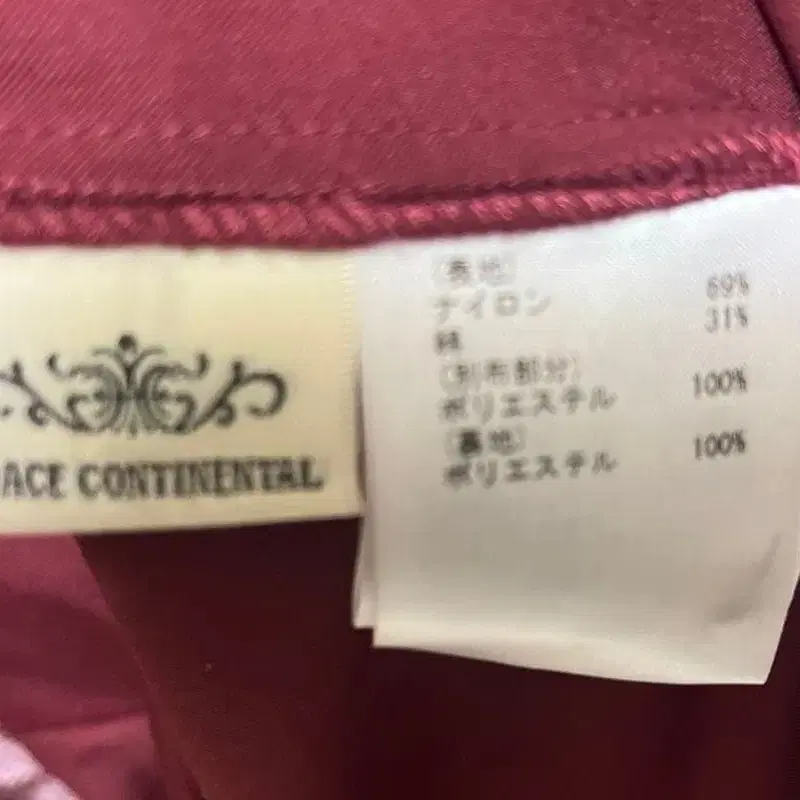 ACE CONTINENTAL
(表地)
ナイロン 69%
綿 31%
(別布部分)
ポリエステル 100%
(裏地)
ポリエステル 100%